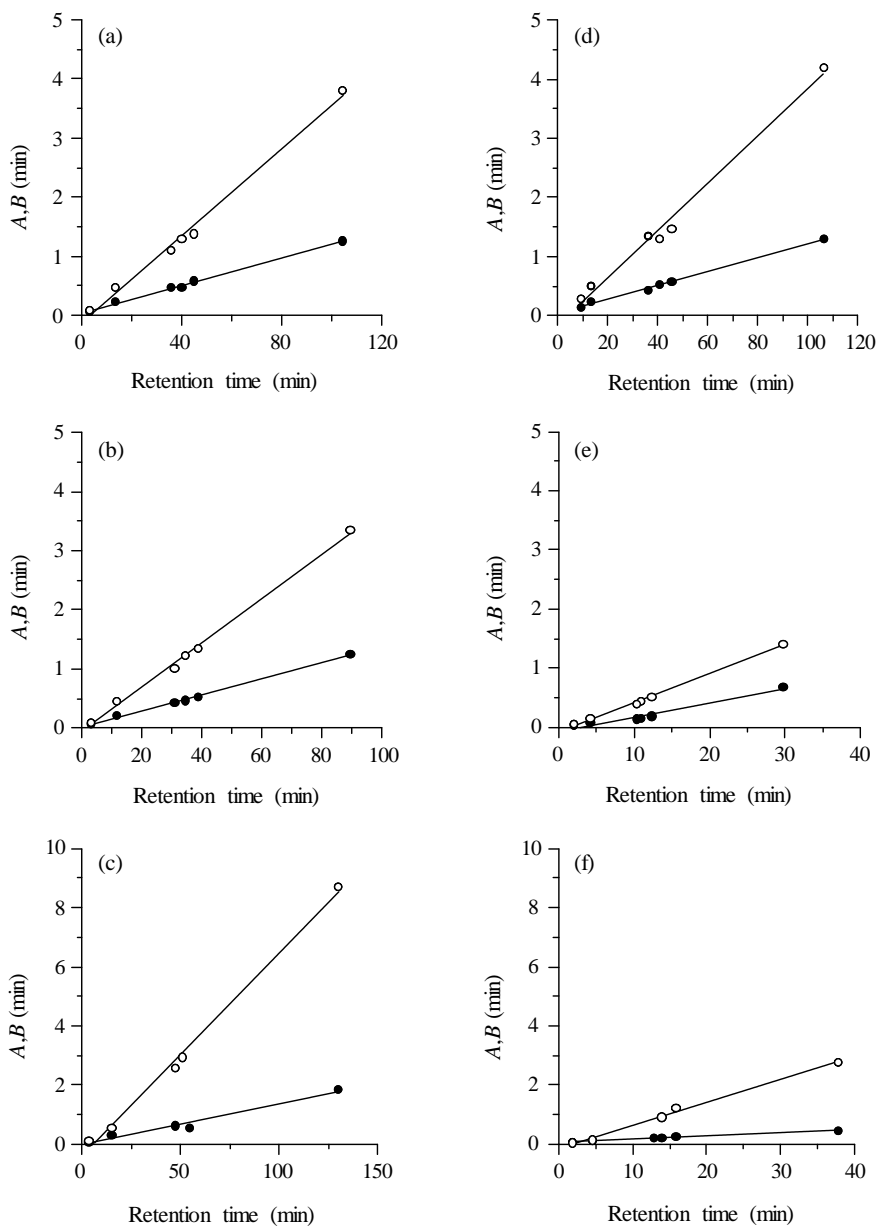 (a)
5
4
3
2
1
0
A,B (min)
0 40 80 120
Retention time (min)
(d)
5
4
3
2
1
0
A,B (min)
0 20 40 60 80 100 120
Retention time (min)
(b)
5
4
3
2
1
0
A,B (min)
0 20 40 60 80 100
Retention time (min)
(e)
5
4
3
2
1
0
A,B (min)
0 10 20 30 40
Retention time (min)
(c)
10
8
6
4
2
0
A,B (min)
0 50 100 150
Retention time (min)
(f)
10
8
6
4
2
0
A,B (min)
0 10 20 30 40
Retention time (min)